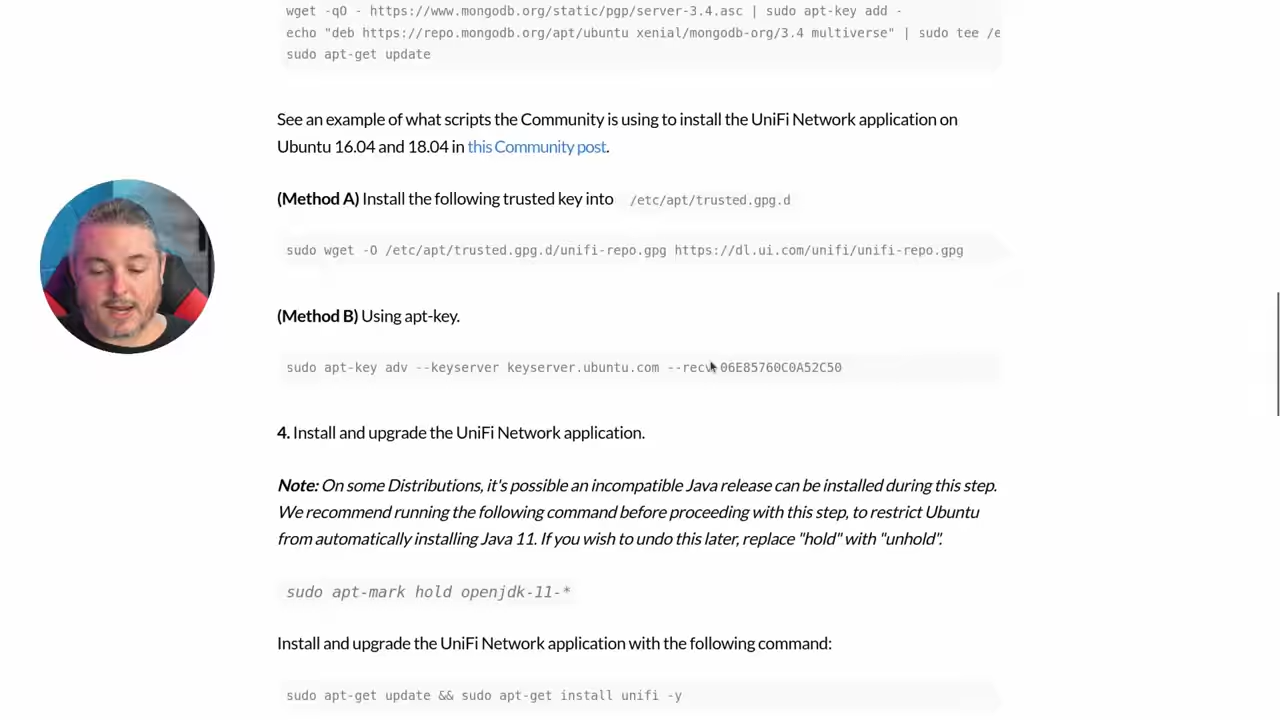 wget -qO - https://www.mongodb.org/static/pgp/server-3.4.asc | sudo apt-key add -
echo "deb https://repo.mongodb.org/apt/ubuntu xenial/mongodb-org/3.4 multiverse" | sudo tee /e
sudo apt-get update
See an example of what scripts the Community is using to install the UniFi Network application on
Ubuntu 16.04 and 18.04 in this Community post.
(Method A) Install the following trusted key into /etc/apt/trusted.gpg.d
sudo wget -O /etc/apt/trusted.gpg.d/unifi-repo.gpg https://dl.ui.com/unifi/unifi-repo.gpg
(Method B) Using apt-key.
sudo apt-key adv --keyserver keyserver.ubuntu.com --recv 06E85760C0A52C50
4. Install and upgrade the UniFi Network application.
Note: On some Distributions, it's possible an incompatible Java release can be installed during this step.
We recommend running the following command before proceeding with this step, to restrict Ubuntu
from automatically installing Java 11. If you wish to undo this later, replace "hold" with "unhold".
sudo apt-mark hold openjdk-11-*
Install and upgrade the UniFi Network application with the following command:
sudo apt-get update && sudo apt-get install unifi -y